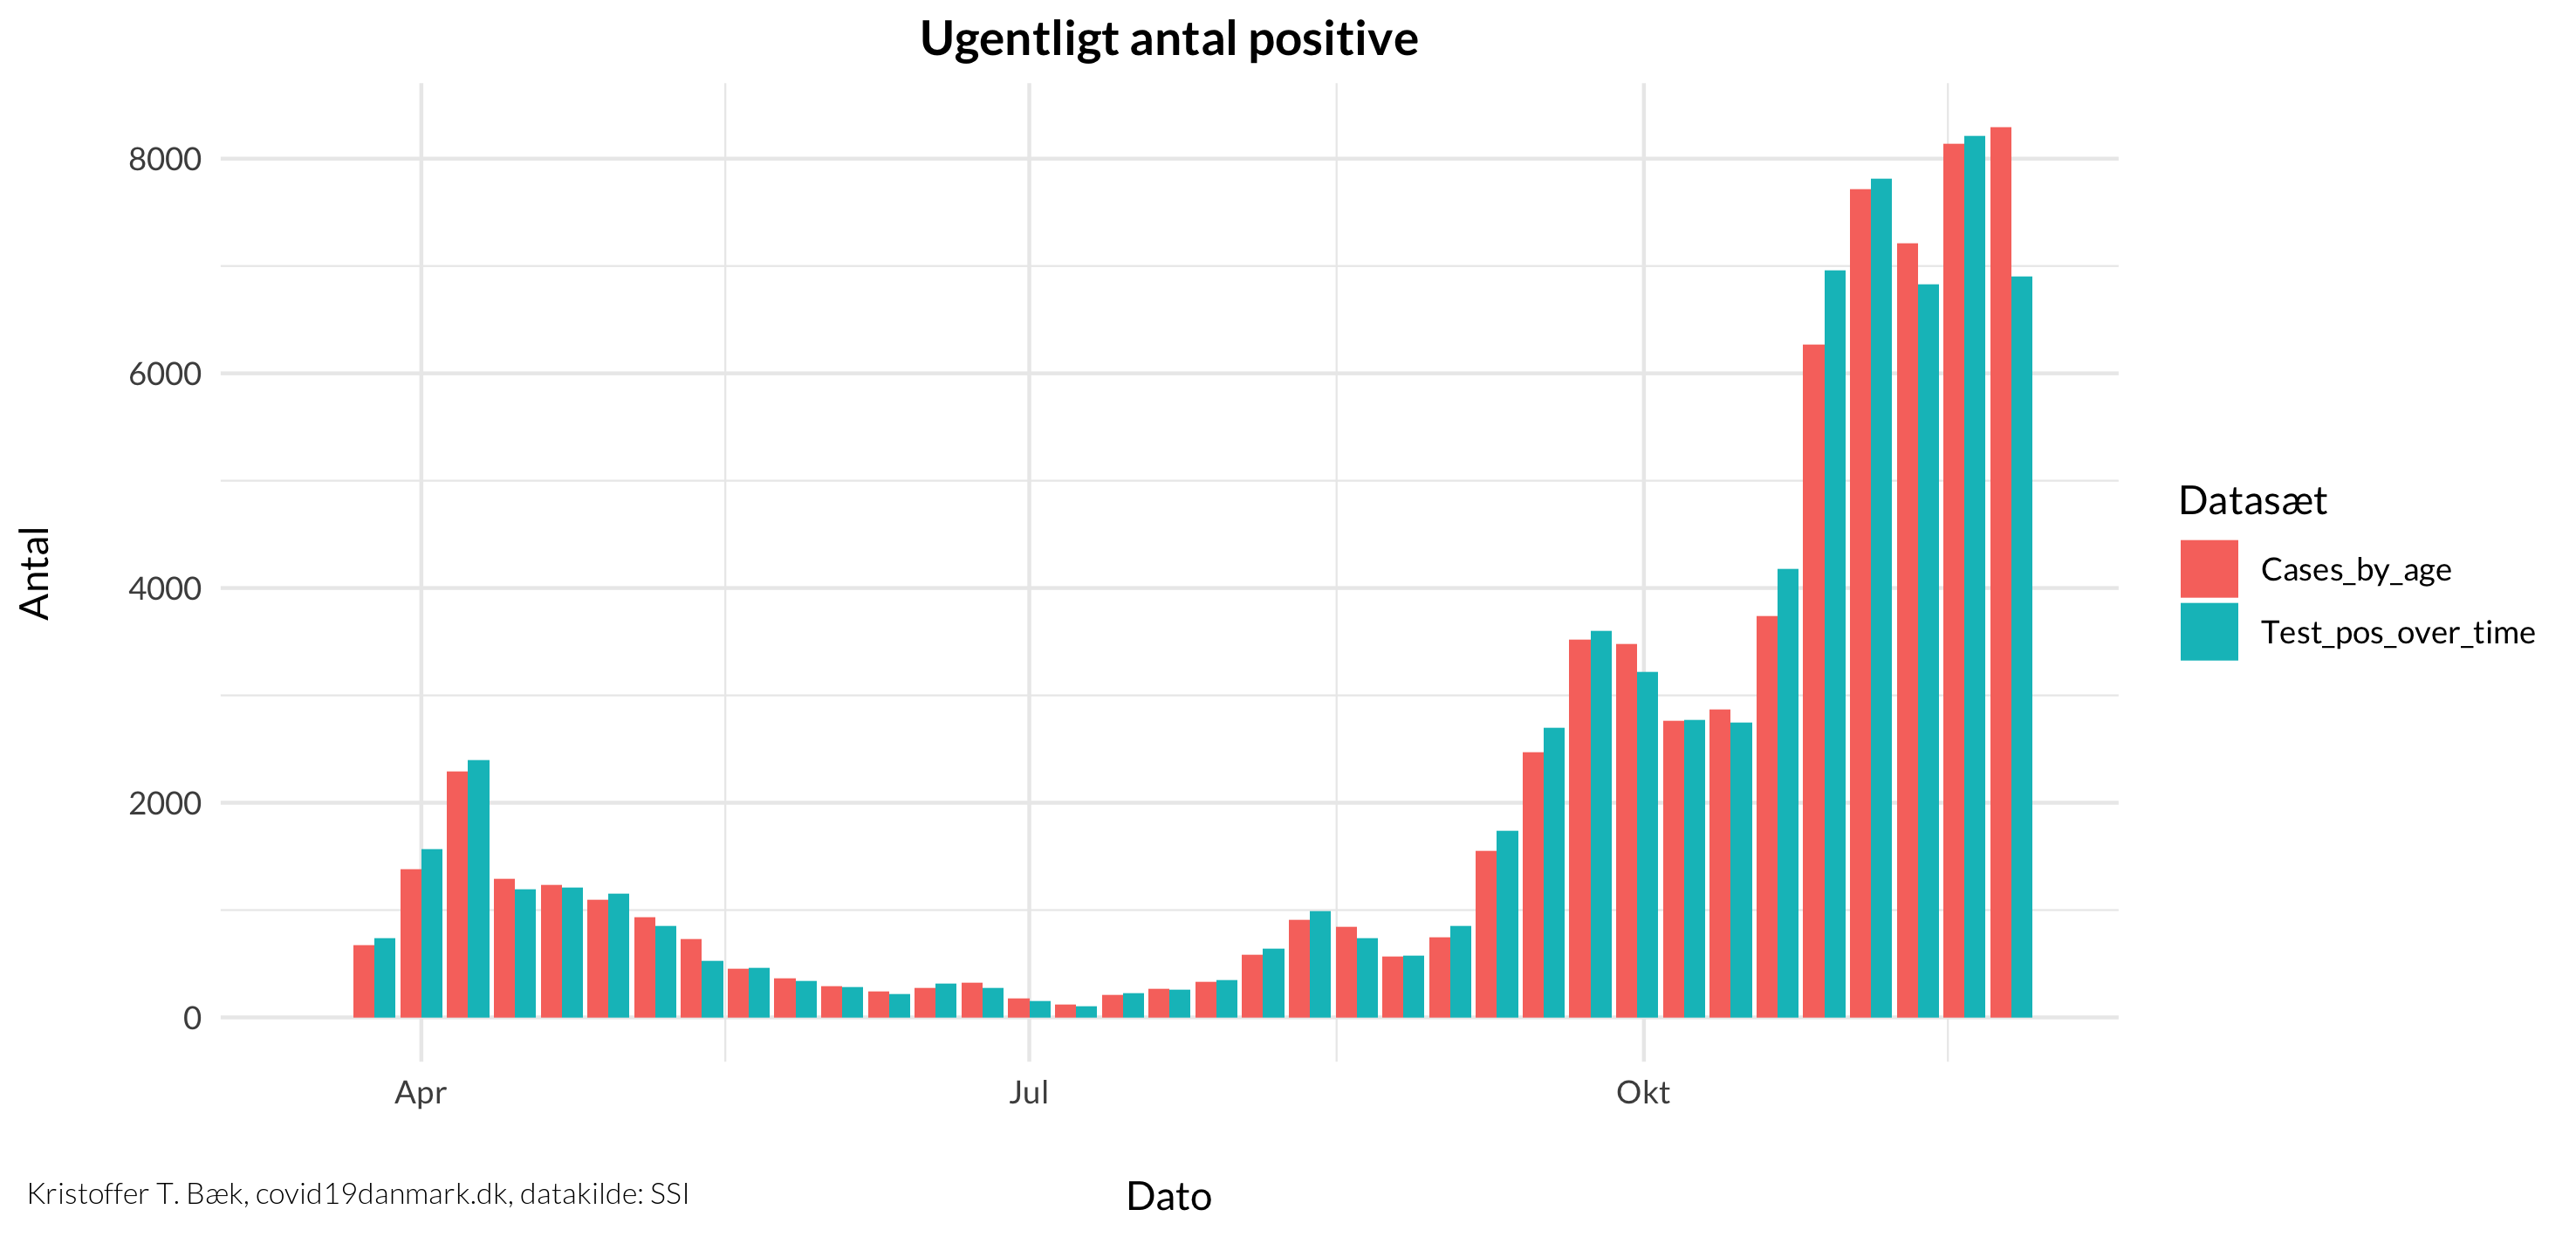 Ugentligt antal positive
Antal
8000
6000
4000
2000
0
Apr
Jul
Okt
Dato
Datasæt
Cases_by_age
Test_pos_over_time
Kristoffer T. Bæk, covid19danmark.dk, datakilde: SSI